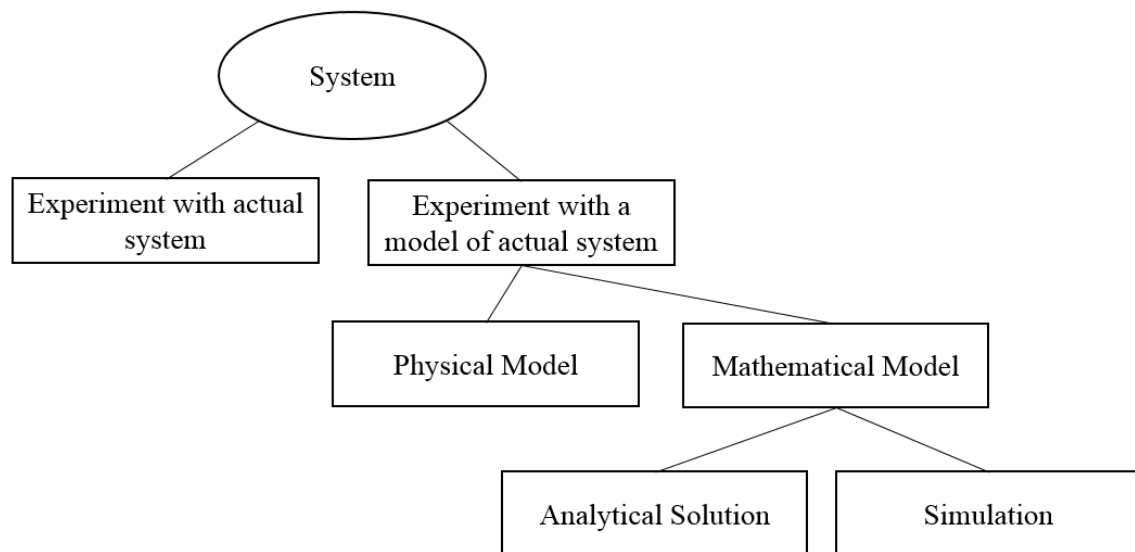 System
Experiment with actual
system
Experiment with a
model of actual system
Physical Model
Mathematical Model
Analytical Solution
Simulation